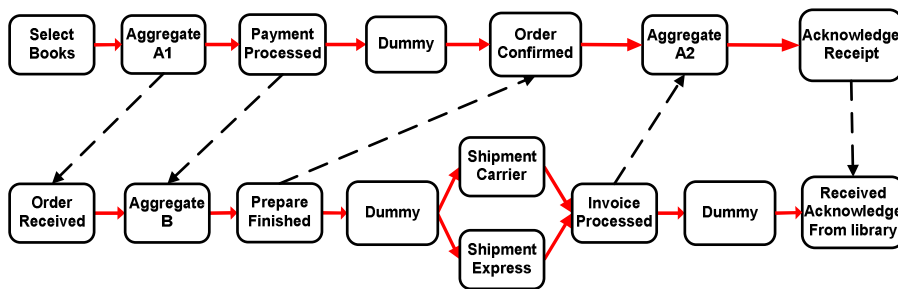 Select
Books
Aggregate
A1
Payment
Processed
Dummy
Order
Confirmed
Aggregate
A2
Acknowledge
Receipt
Order
Received
Aggregate
B
Prepare
Finished
Dummy
Shipment
Carrier
Shipment
Express
Invoice
Processed
Dummy
Received
Acknowledge
From library